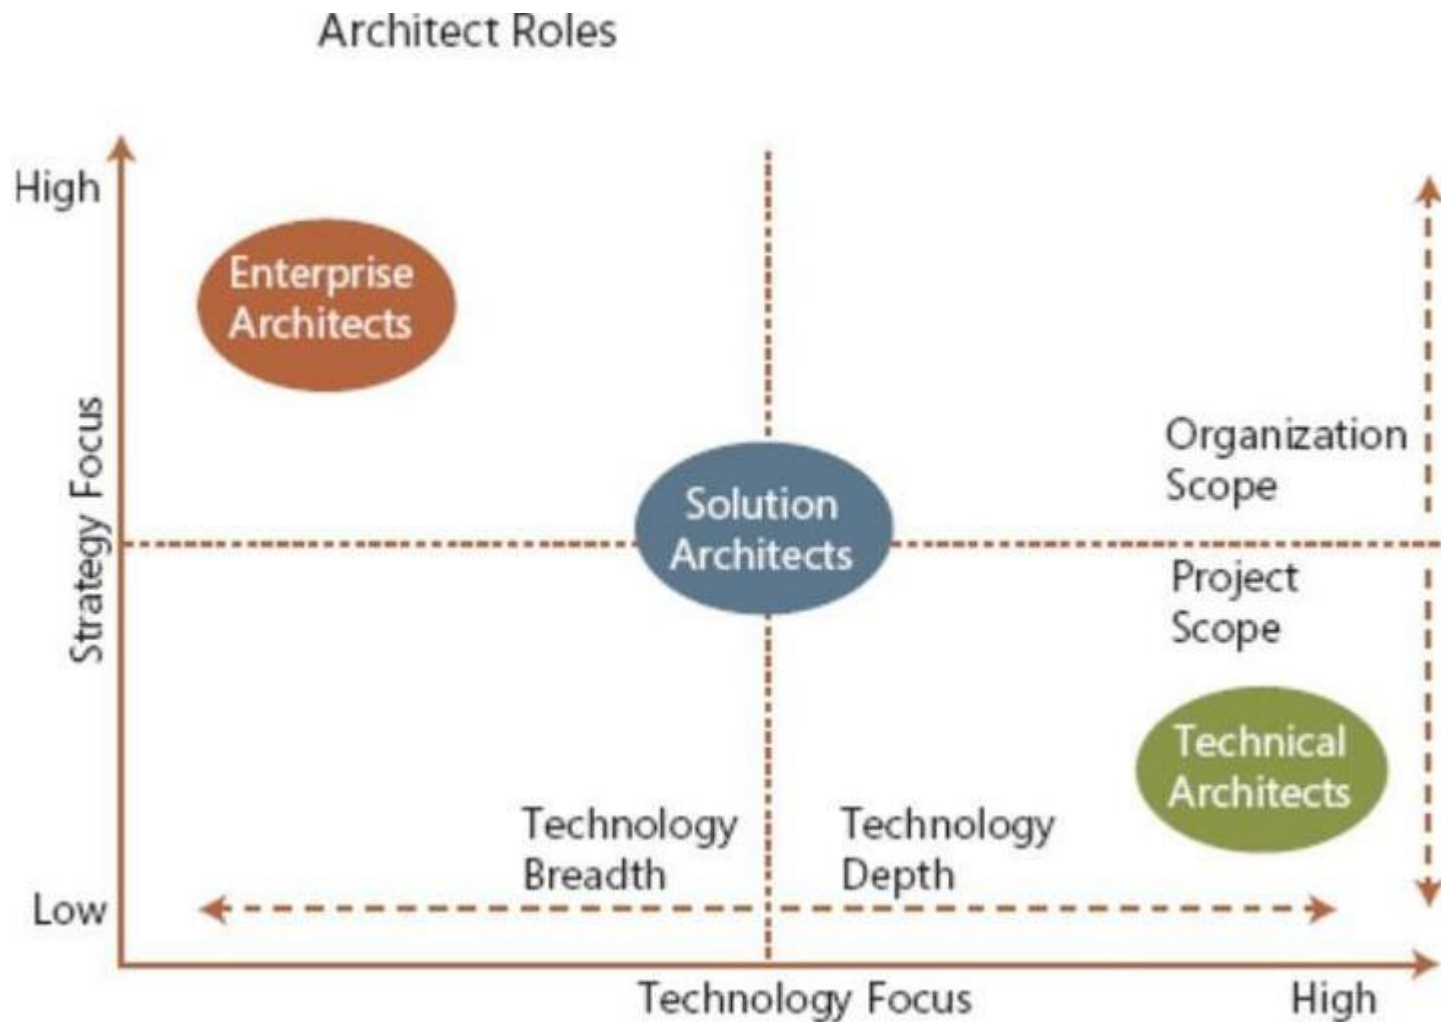 Architect Roles
High
Enterprise
Architects
Strategy Focus
Solution
Architects
Organization
Scope
Project
Scope
Technical
Architects
Technology
Breadth
Technology
Depth
Low
Technology Focus
High